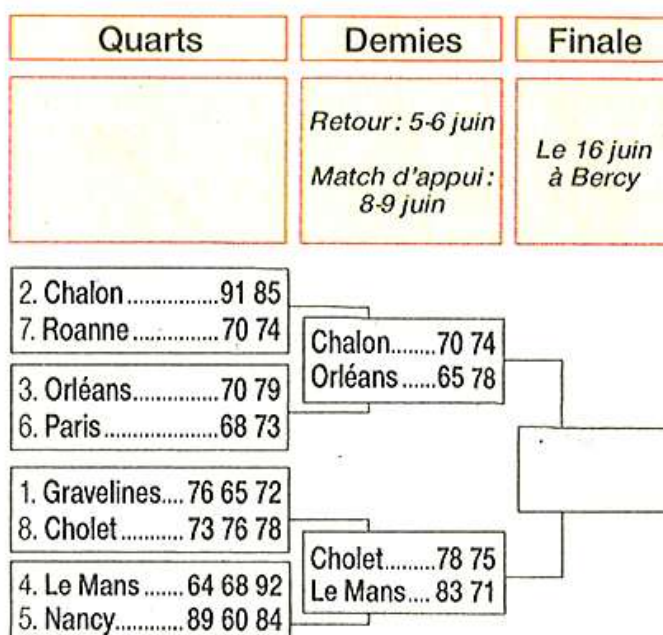 Quarts
Demies
Finale
Retour : 5-6 juin
Match d'appui :
8-9 juin
Le 16 juin
à Bercy
2. Chalon................91 85
7. Roanne ...............70 74
3. Orléans...............70 79
6. Paris ....................68 73
1. Gravelines.... 76 65 72
8. Cholet........... 73 76 78
4. Le Mans ....... 64 68 92
5. Nancy............ 89 60 84
Chalon........70 74
Orléans ......65 78
Cholet.........78 75
Le Mans.... 83 71